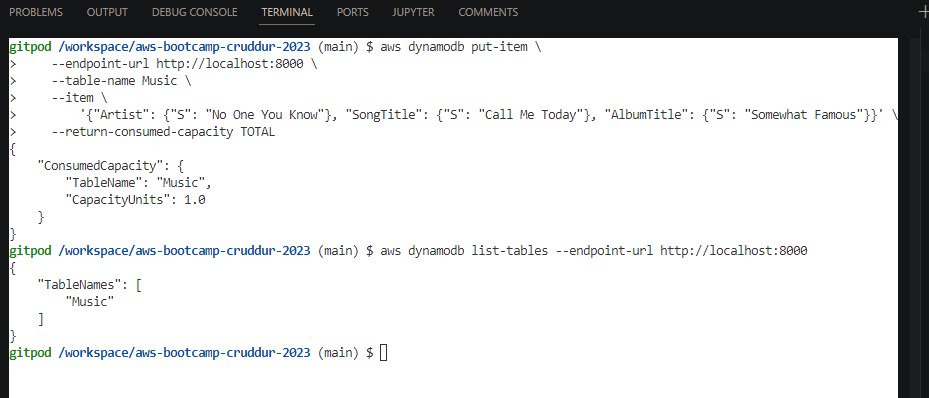 PROBLEMS OUTPUT DEBUG CONSOLE TERMINAL PORTS JUPYTER COMMENTS
gitpod /workspace/aws-bootcamp-cruddur-2023 (main) $ aws dynamodb put-item \
>     --endpoint-url http://localhost:8000 \
>     --table-name Music \
>     --item \
>         '{"Artist": {"S": "No One You Know"}, "SongTitle": {"S": "Call Me Today"}, "AlbumTitle": {"S": "Somewhat Famous"}}' \
>     --return-consumed-capacity TOTAL
{
    "ConsumedCapacity": {
        "TableName": "Music",
        "CapacityUnits": 1.0
    }
}
gitpod /workspace/aws-bootcamp-cruddur-2023 (main) $ aws dynamodb list-tables --endpoint-url http://localhost:8000
{
    "TableNames": [
        "Music"
    ]
}
gitpod /workspace/aws-bootcamp-cruddur-2023 (main) $